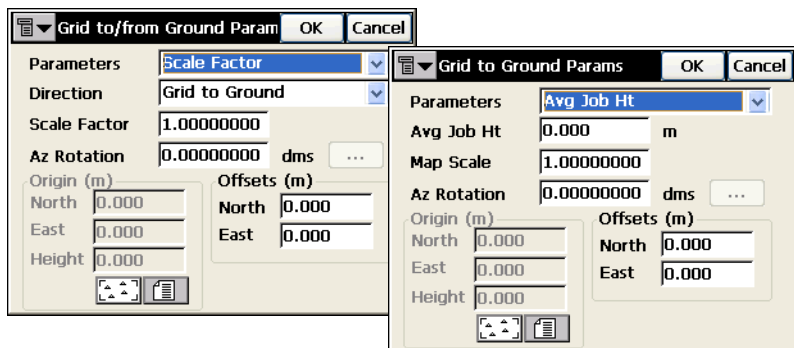 Grid to/from Ground Param OK Cancel
Parameters Scale Factor
Direction Grid to Ground
Scale Factor 1.00000000
Az Rotation 0.00000000 dms ...
Origin (m) Offsets (m)
North 0.000 North 0.000
East 0.000 East 0.000
Height 0.000
Grid to Ground Params OK Cancel
Parameters Avg Job Ht
Avg Job Ht 0.000 m
Map Scale 1.00000000
Az Rotation 0.00000000 dms ...
Origin (m) Offsets (m)
North 0.000 North 0.000
East 0.000 East 0.000
Height 0.000